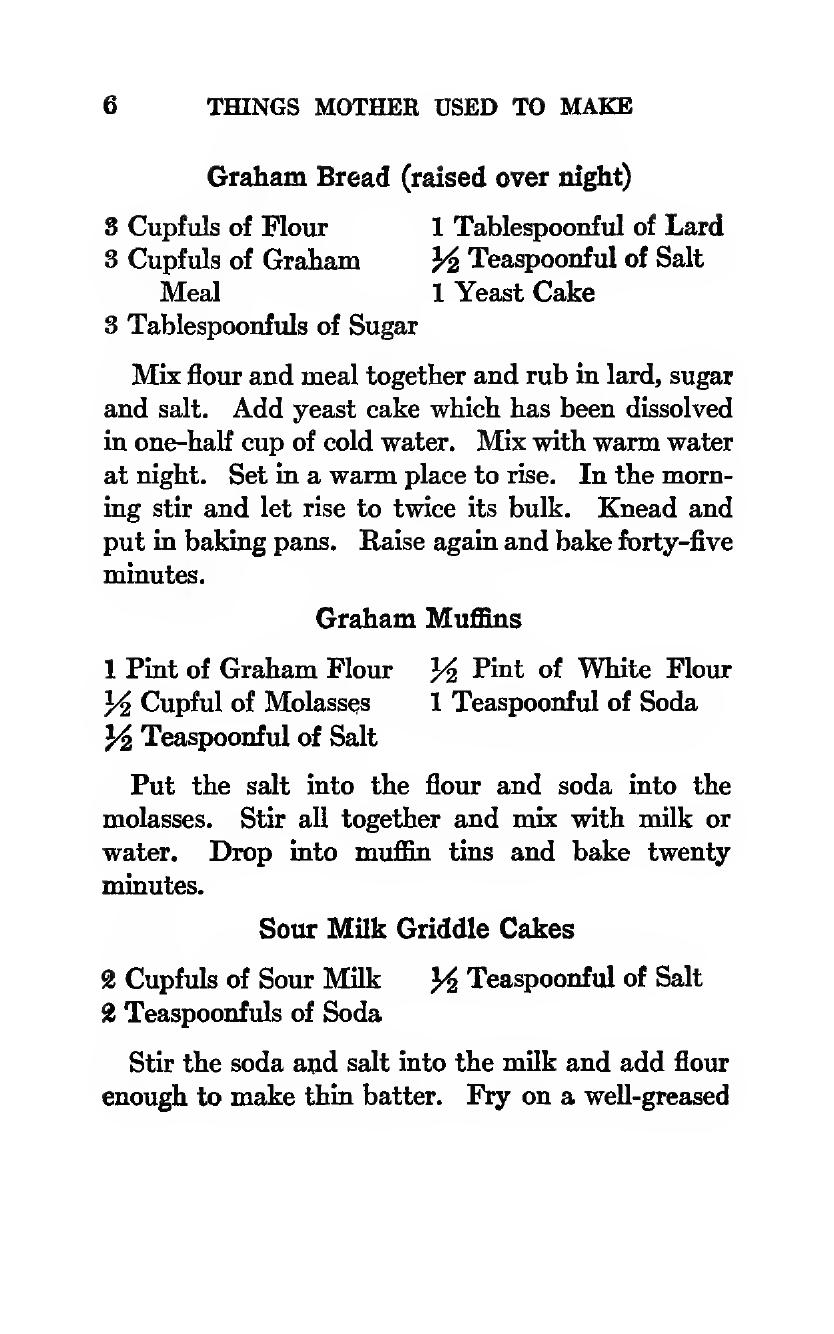 6 THINGS MOTHER USED TO MAKE
Graham Bread (raised over night)
3 Cupfuls of Flour
3 Cupfuls of Graham
Meal
3 Tablespoonfuls of Sugar
1 Tablespoonful of Lard
½ Teaspoonful of Salt
1 Yeast Cake
Mix flour and meal together and rub in lard, sugar
and salt. Add yeast cake which has been dissolved
in one-half cup of cold water. Mix with warm water
at night. Set in a warm place to rise. In the morn-
ing stir and let rise to twice its bulk. Knead and
put in baking pans. Raise again and bake forty-five
minutes.
Graham Muffins
1 Pint of Graham Flour
½ Cupful of Molasses
½ Teaspoonful of Salt
½ Pint of White Flour
1 Teaspoonful of Soda
Put the salt into the flour and soda into the
molasses. Stir all together and mix with milk or
water. Drop into muffin tins and bake twenty
minutes.
Sour Milk Griddle Cakes
2 Cupfuls of Sour Milk
2 Teaspoonfuls of Soda
½ Teaspoonful of Salt
Stir the soda and salt into the milk and add flour
enough to make thin batter. Fry on a well-greased